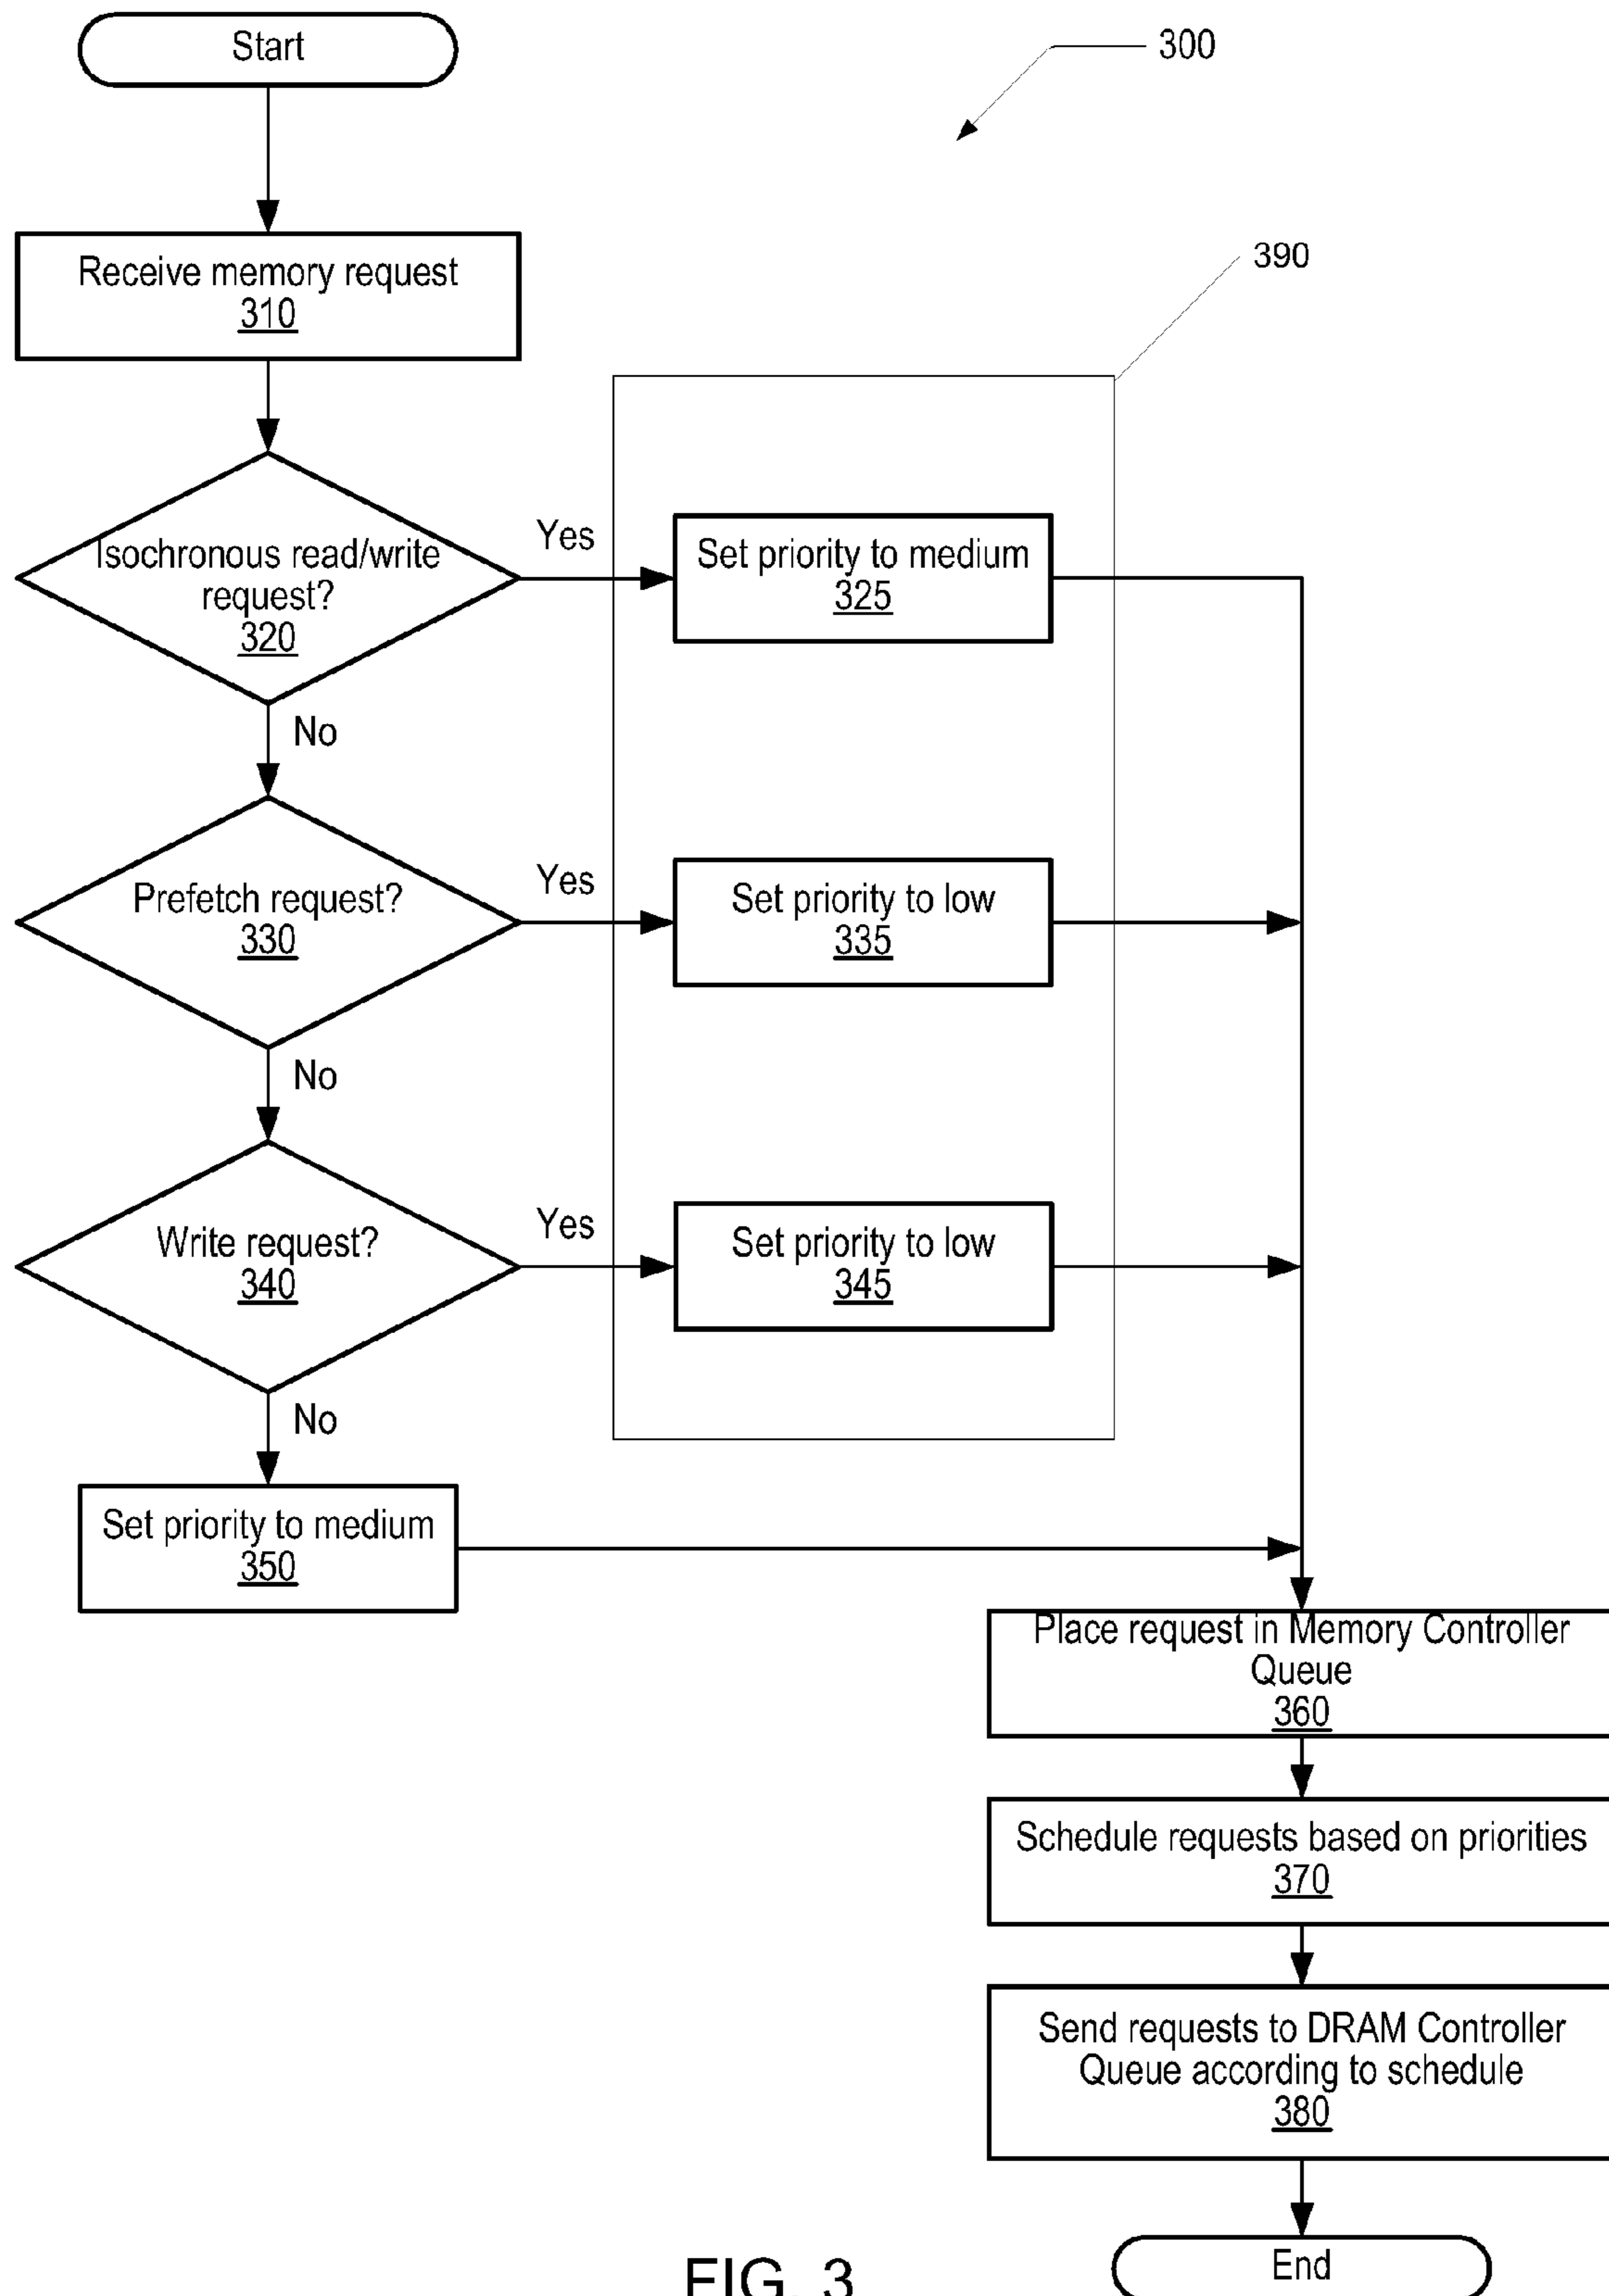 Start
300
Receive memory request
310
390
Isochronous read/write
request?
320
Yes
Set priority to medium
325
No
Prefetch request?
330
Yes
Set priority to low
335
No
Write request?
340
Yes
Set priority to low
345
No
Set priority to medium
350
Place request in Memory Controller
Queue
360
Schedule requests based on priorities
370
Send requests to DRAM Controller
Queue according to schedule
380
End
FIG. 3